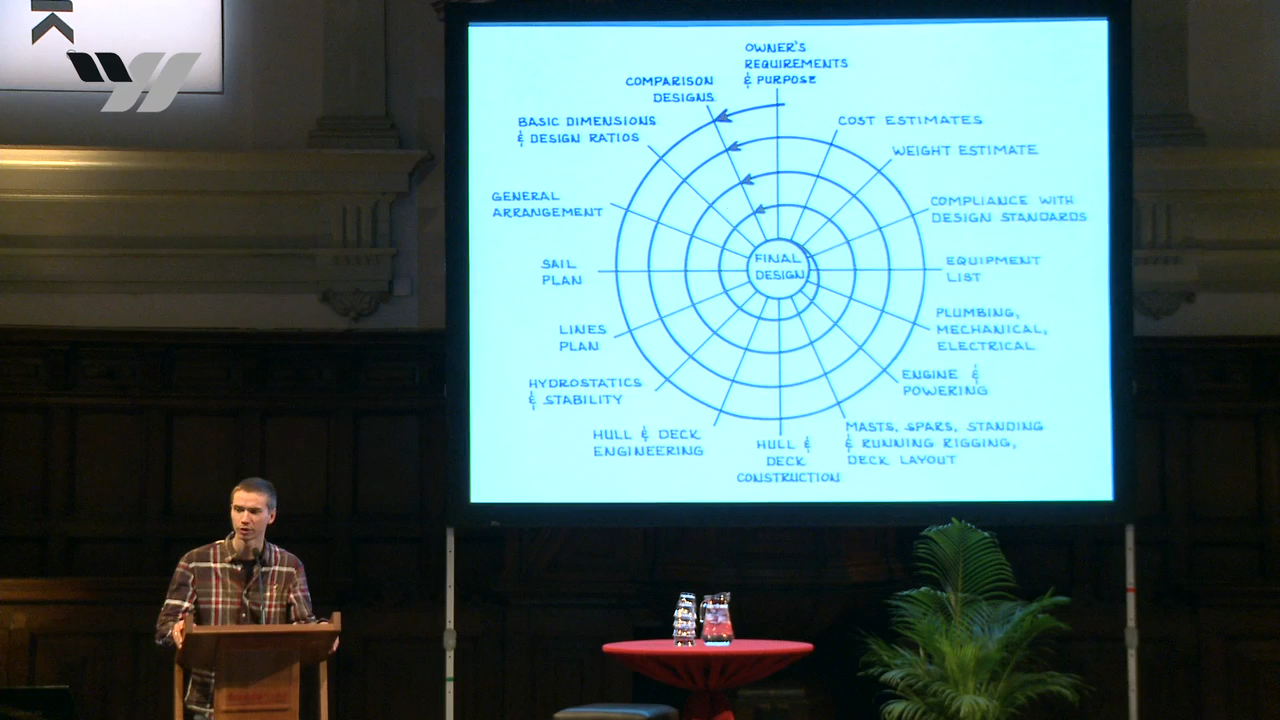 OWNER'S
REQUIREMENTS
& PURPOSE
COMPARISON
DESIGNS
BASIC DIMENSIONS
& DESIGN RATIOS
GENERAL
ARRANGEMENT
SAIL
PLAN
LINES
PLAN
HYDROSTATICS
& STABILITY
HULL & DECK
ENGINEERING
HULL &
DECK
CONSTRUCTION
MASTS, SPARS, STANDING
& RUNNING RIGGING,
DECK LAYOUT
ENGINE &
POWERING
PLUMBING,
MECHANICAL,
ELECTRICAL
EQUIPMENT
LIST
COMPLIANCE WITH
DESIGN STANDARDS
WEIGHT ESTIMATE
COST ESTIMATES
FINAL
DESIGN